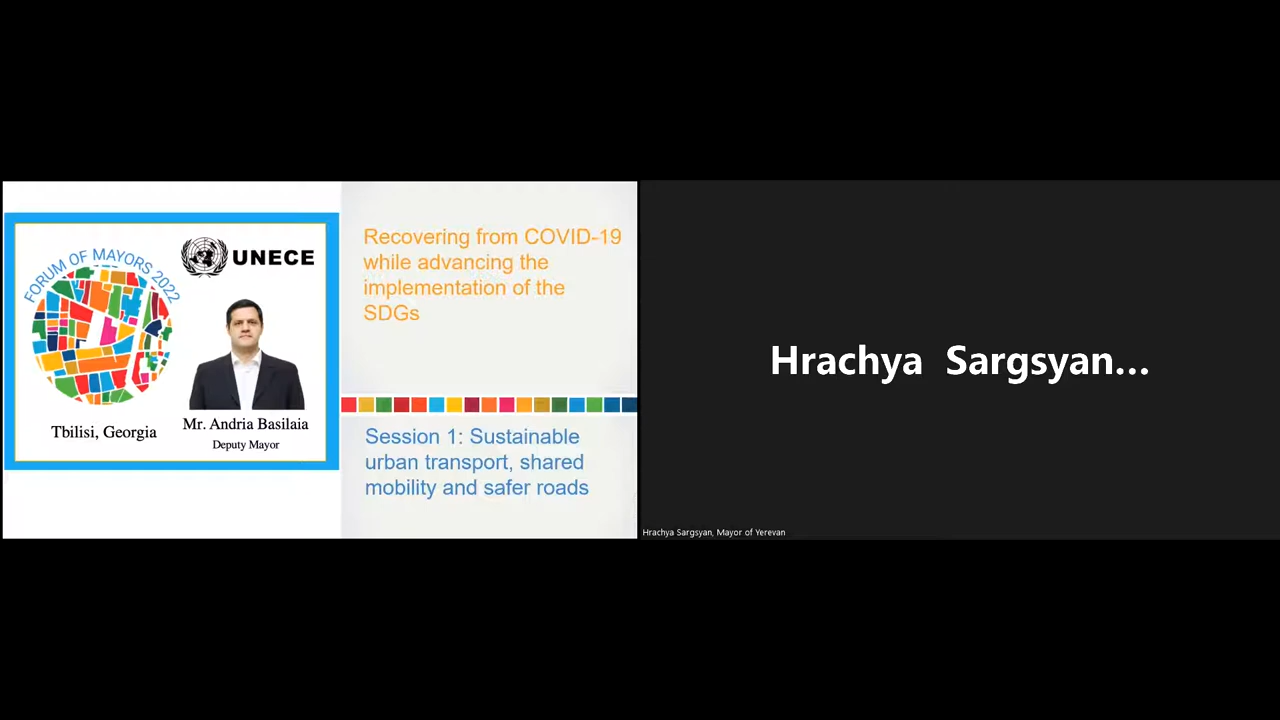 FORUM OF MAYORS 2022
UNECE
Tbilisi, Georgia
Mr. Andria Basilaia
Deputy Mayor
Recovering from COVID-19
while advancing the
implementation of the
SDGs
Session 1: Sustainable
urban transport, shared
mobility and safer roads
Hrachya Sargsyan...
Hrachya Sargsyan, Mayor of Yerevan